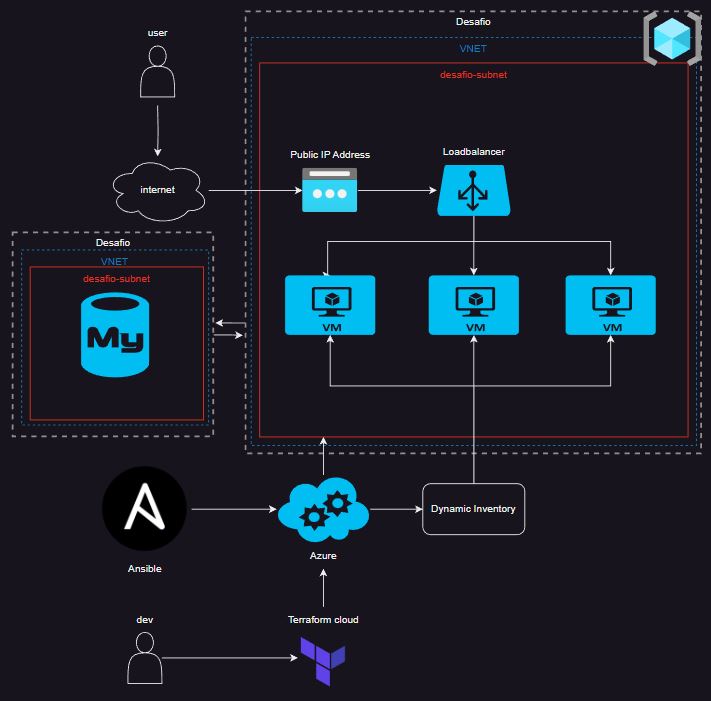 user
Desafio
VNET
desafio-subnet
Public IP Address
Loadbalancer
internet
Desafio
VNET
desafio-subnet
My
VM
VM
VM
Dynamic Inventory
Azure
Ansible
dev
Terraform cloud